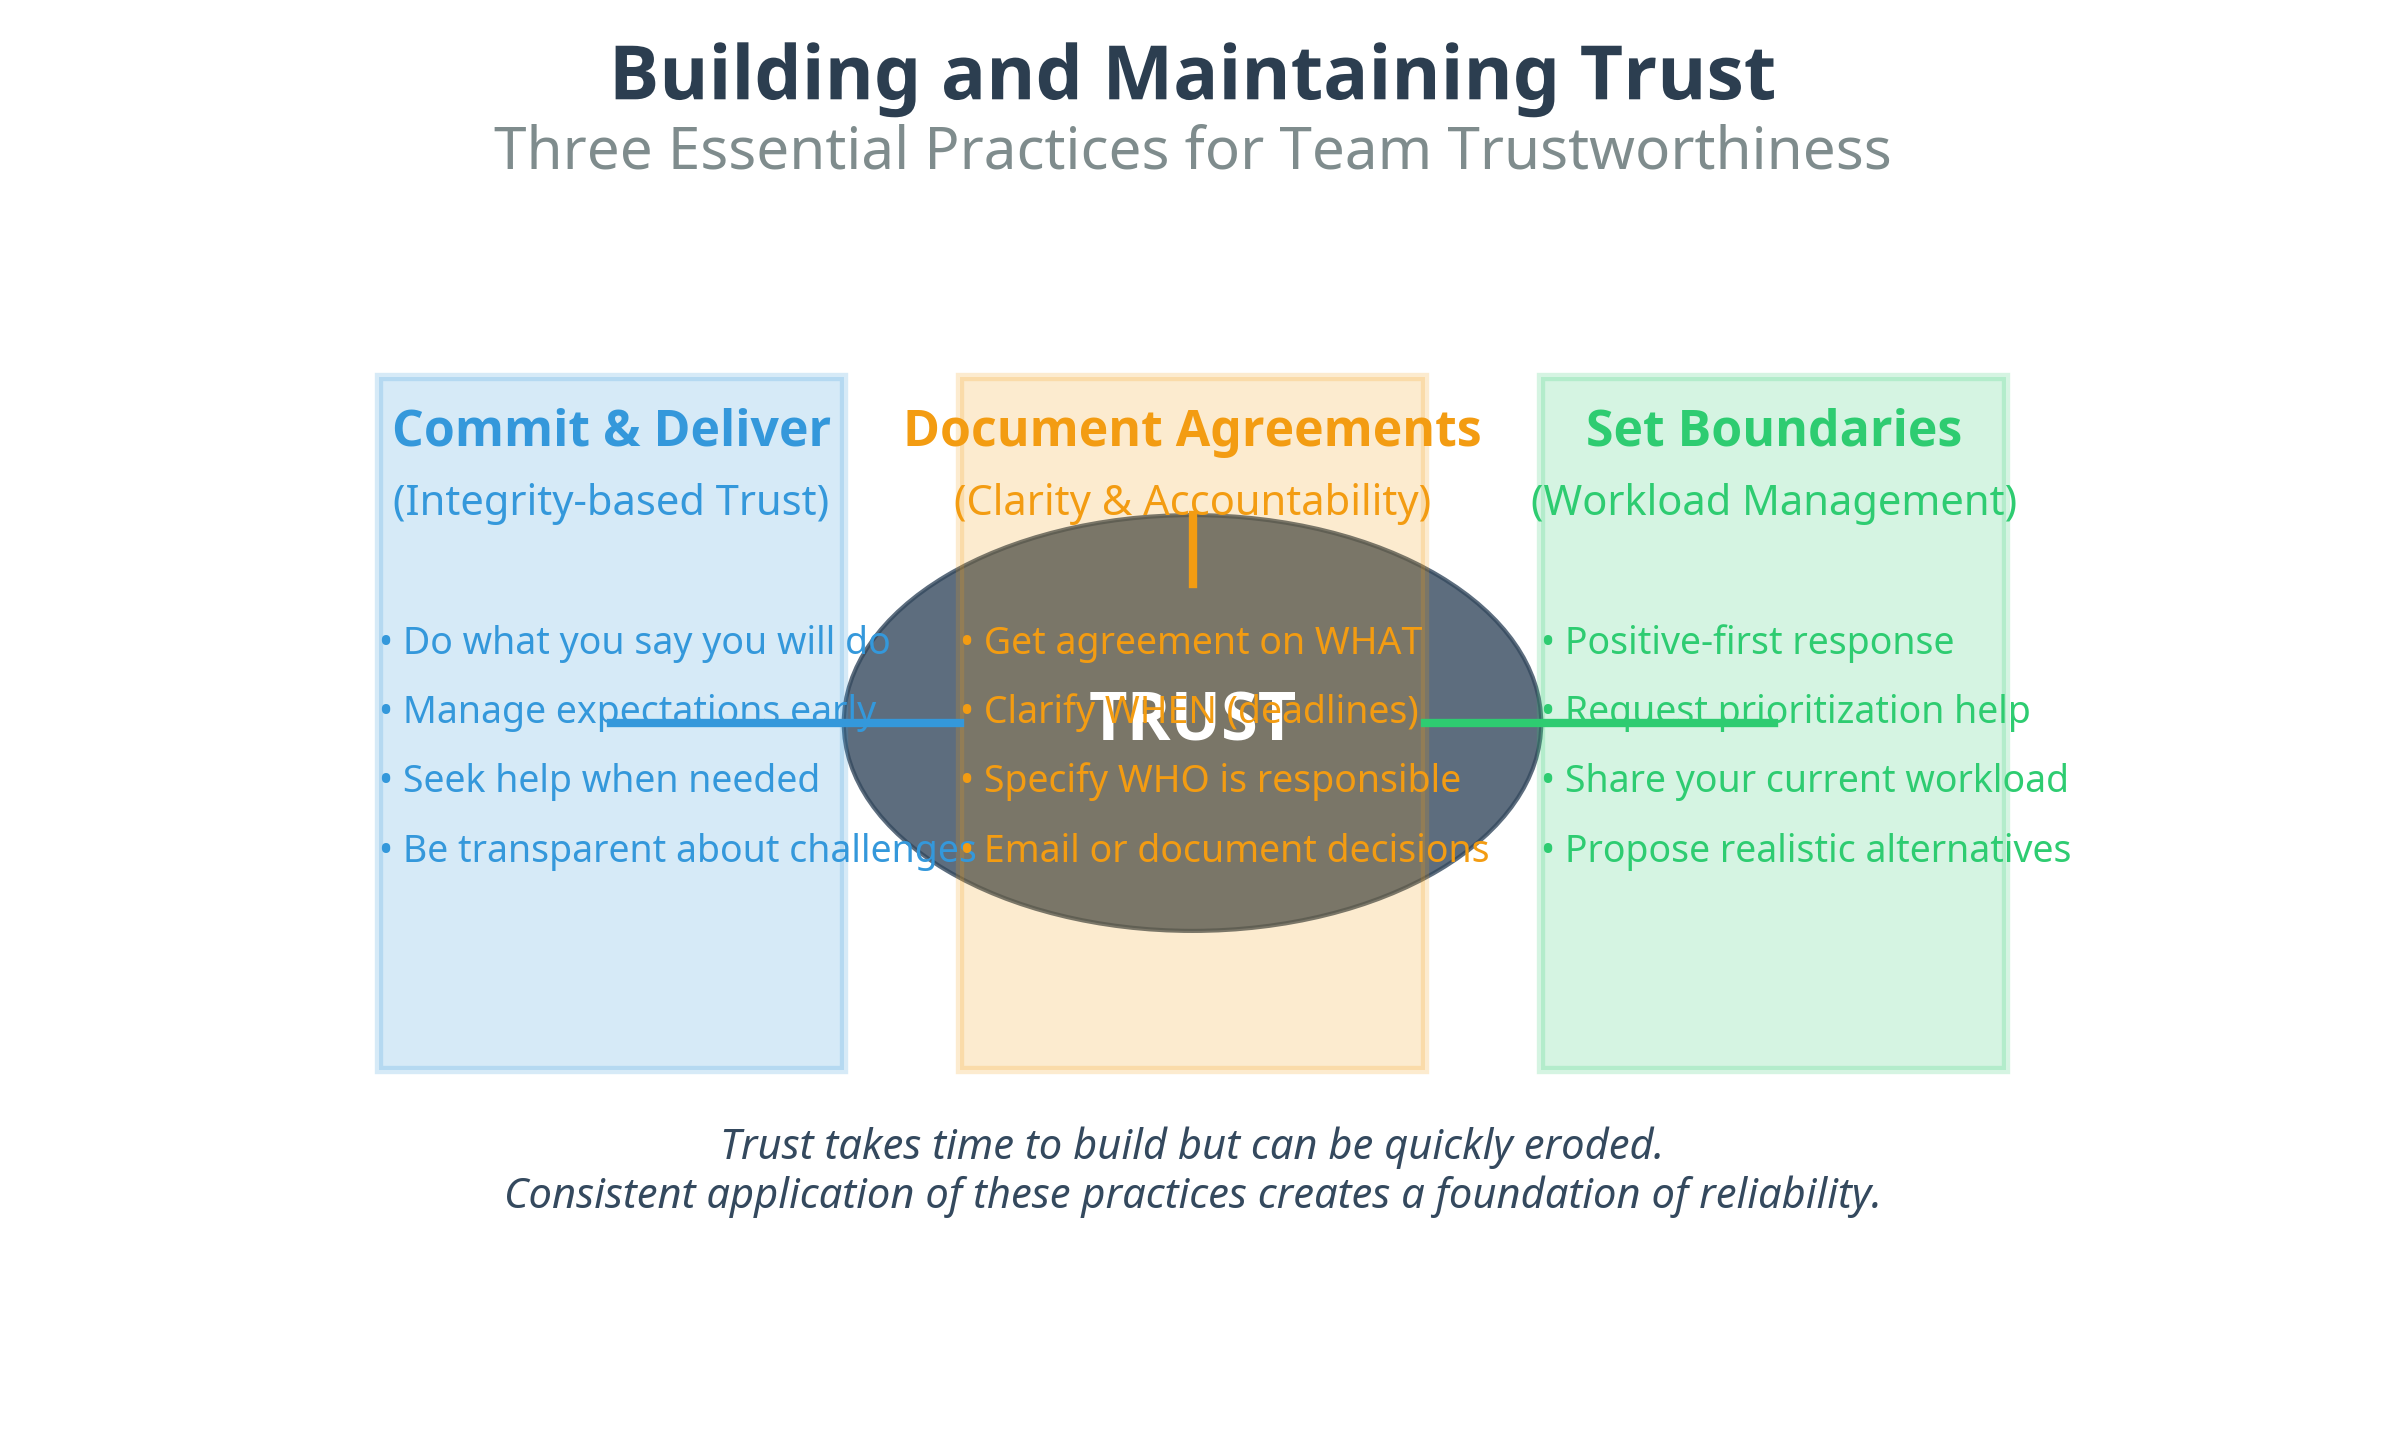 Building and Maintaining Trust
Three Essential Practices for Team Trustworthiness
Commit & Deliver
(Integrity-based Trust)
• Do what you say you will do
• Manage expectations early
• Seek help when needed
• Be transparent about challenges
Document Agreements
(Clarity & Accountability)
• Get agreement on WHAT
• Clarify WHEN (deadlines)
• Specify WHO is responsible
• Email or document decisions
TRUST
Set Boundaries
(Workload Management)
• Positive-first response
• Request prioritization help
• Share your current workload
• Propose realistic alternatives
Trust takes time to build but can be quickly eroded.
Consistent application of these practices creates a foundation of reliability.